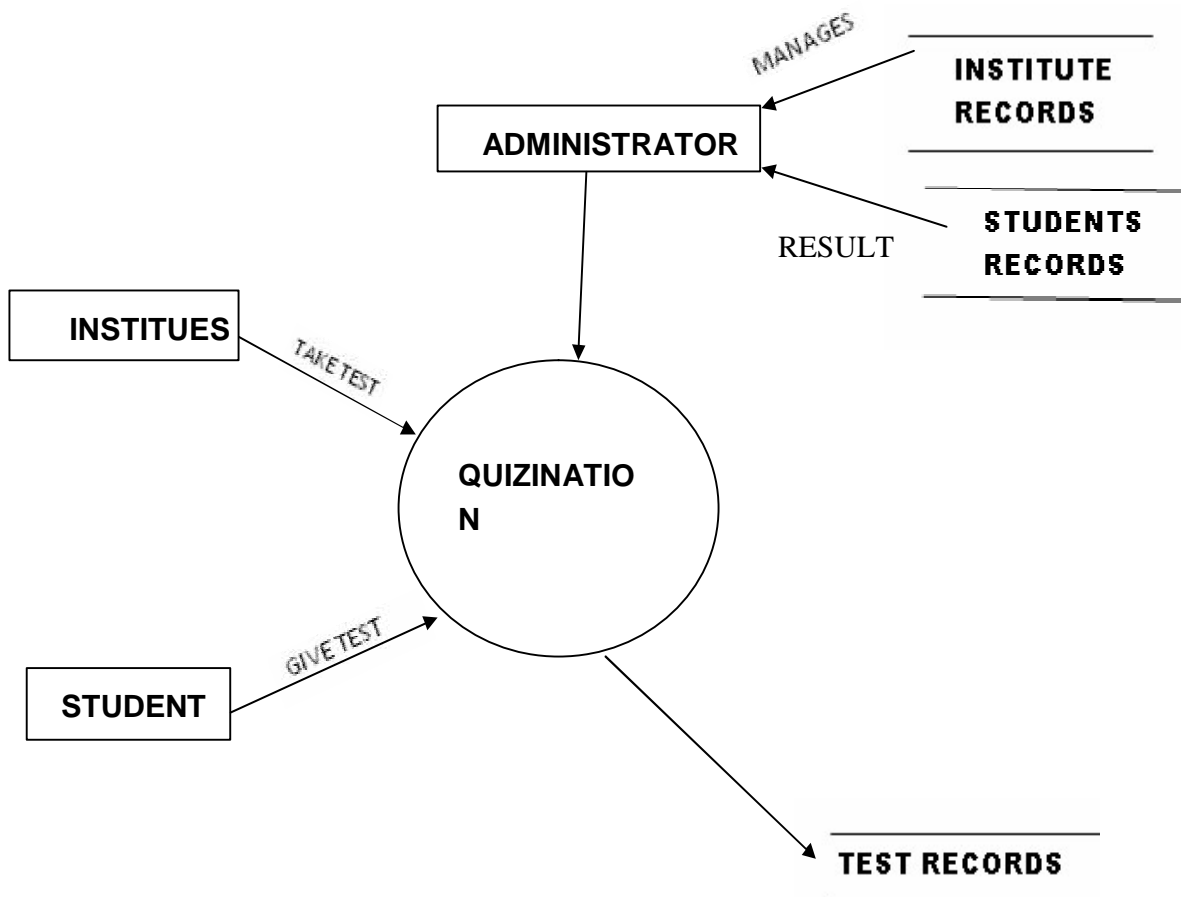 MANAGES
INSTITUTE
RECORDS
ADMINISTRATOR
STUDENTS
RECORDS
RESULT
INSTITUES
TAKE TEST
QUIZINATIO
N
GIVE TEST
STUDENT
TEST RECORDS